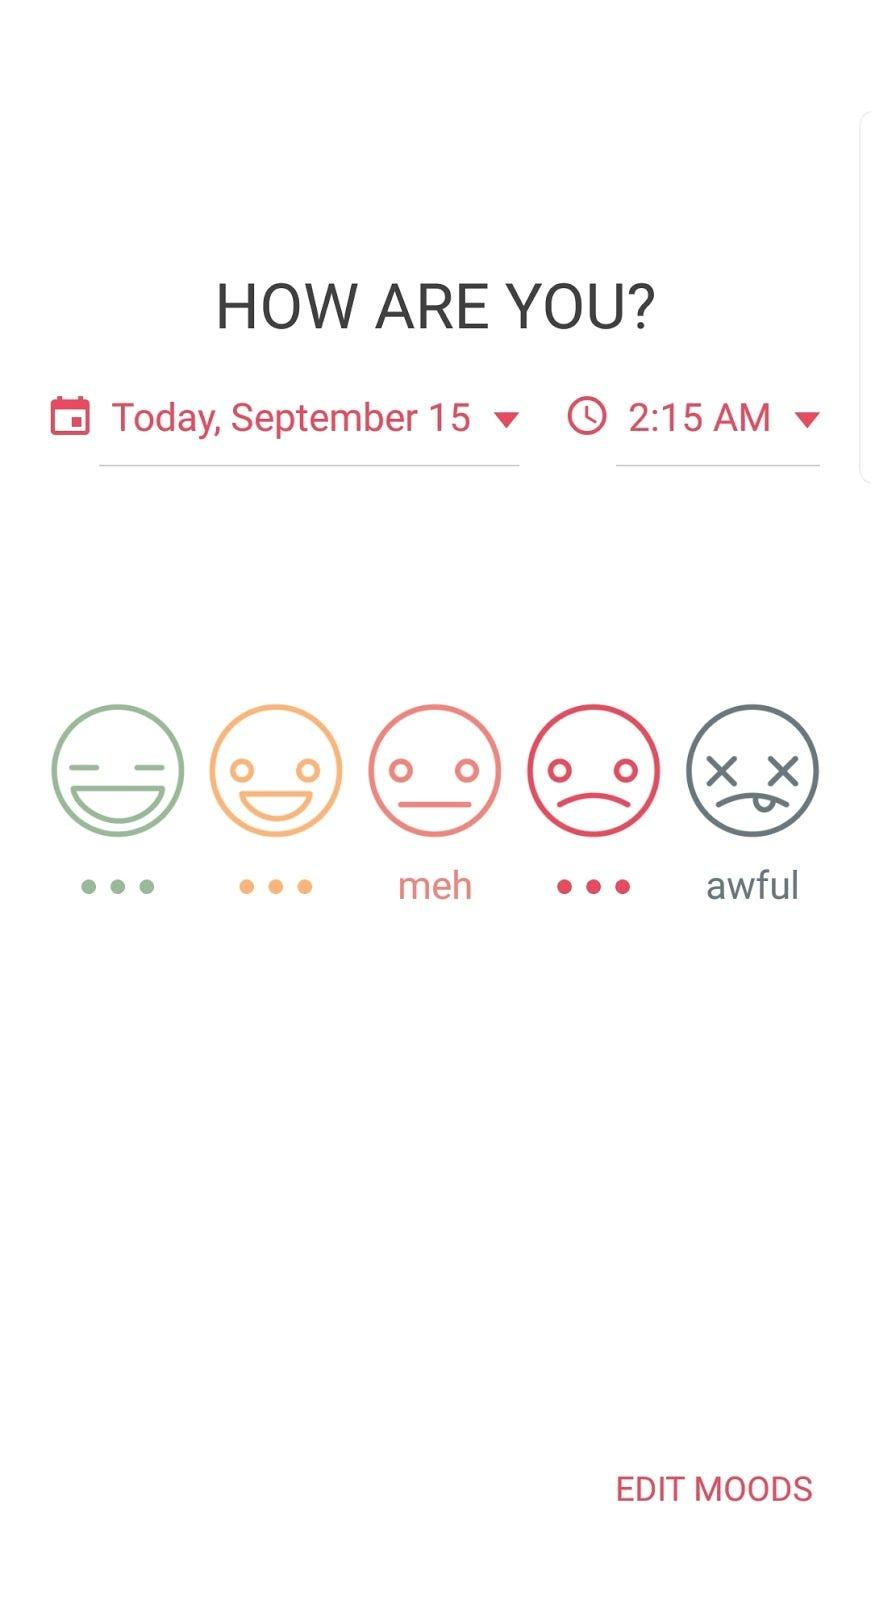 HOW ARE YOU?
Today, September 15 2:15 AM
••• ••• meh ••• awful
EDIT MOODS